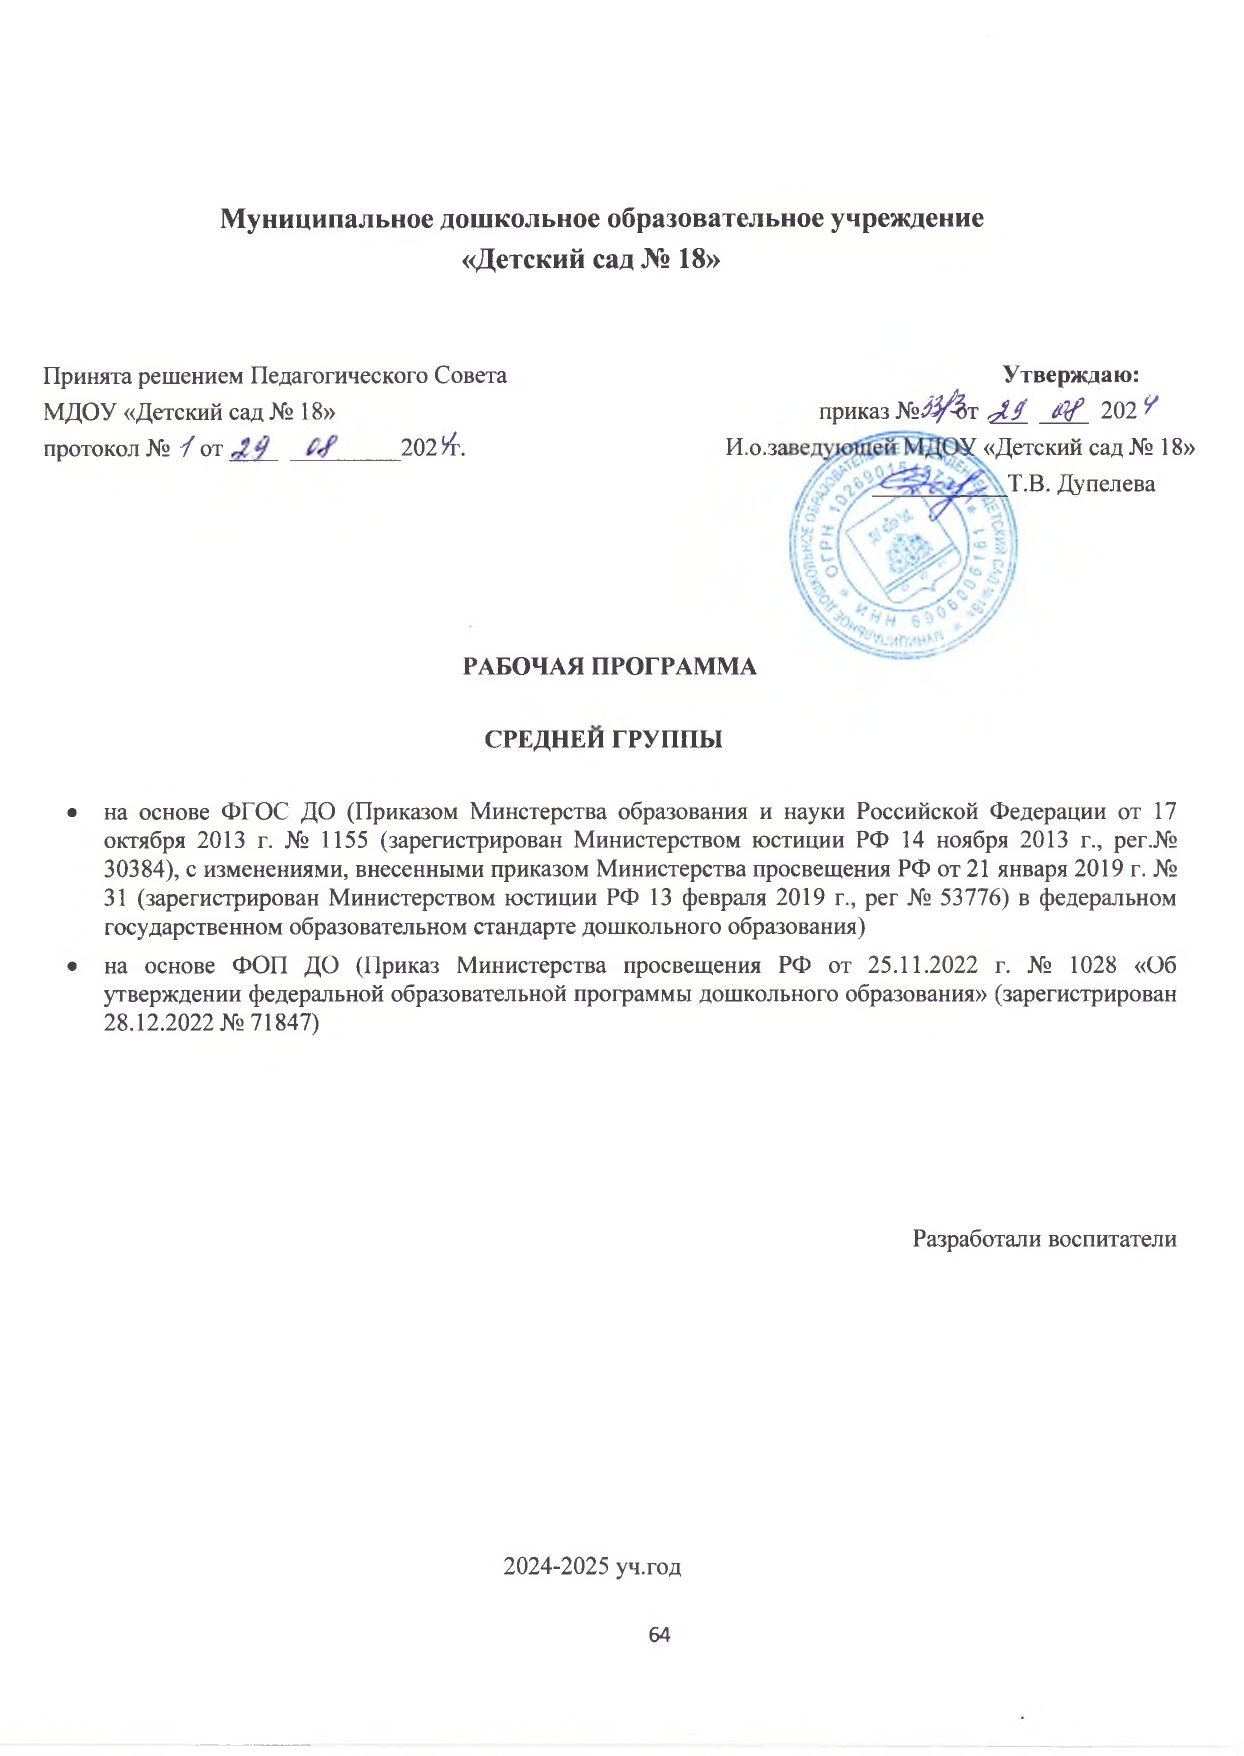 Муниципальное дошкольное образовательное учреждение
«Детский сад № 18»
Принята решением Педагогического Совета
Утверждаю:
МДОУ «Детский сад № 18»
приказ № 33/3 от 29 08 2024
протокол № 1 от 29 08 2024г.
И.о.заведующей МДОУ «Детский сад № 18»
Т.В. Дупелева
РАБОЧАЯ ПРОГРАММА
СРЕДНЕЙ ГРУППЫ
• на основе ФГОС ДО (Приказом Минстерства образования и науки Российской Федерации от 17
октября 2013 г. № 1155 (зарегистрирован Министерством юстиции РФ 14 ноября 2013 г., рег.№
30384), с изменениями, внесенными приказом Министерства просвещения РФ от 21 января 2019 г. №
31 (зарегистрирован Министерством юстиции РФ 13 февраля 2019 г., рег № 53776) в федеральном
государственном образовательном стандарте дошкольного образования)
• на основе ФОП ДО (Приказ Министерства просвещения РФ от 25.11.2022 г. № 1028 «Об
утверждении федеральной образовательной программы дошкольного образования» (зарегистрирован
28.12.2022 № 71847)
Разработали воспитатели
2024-2025 уч.год
64